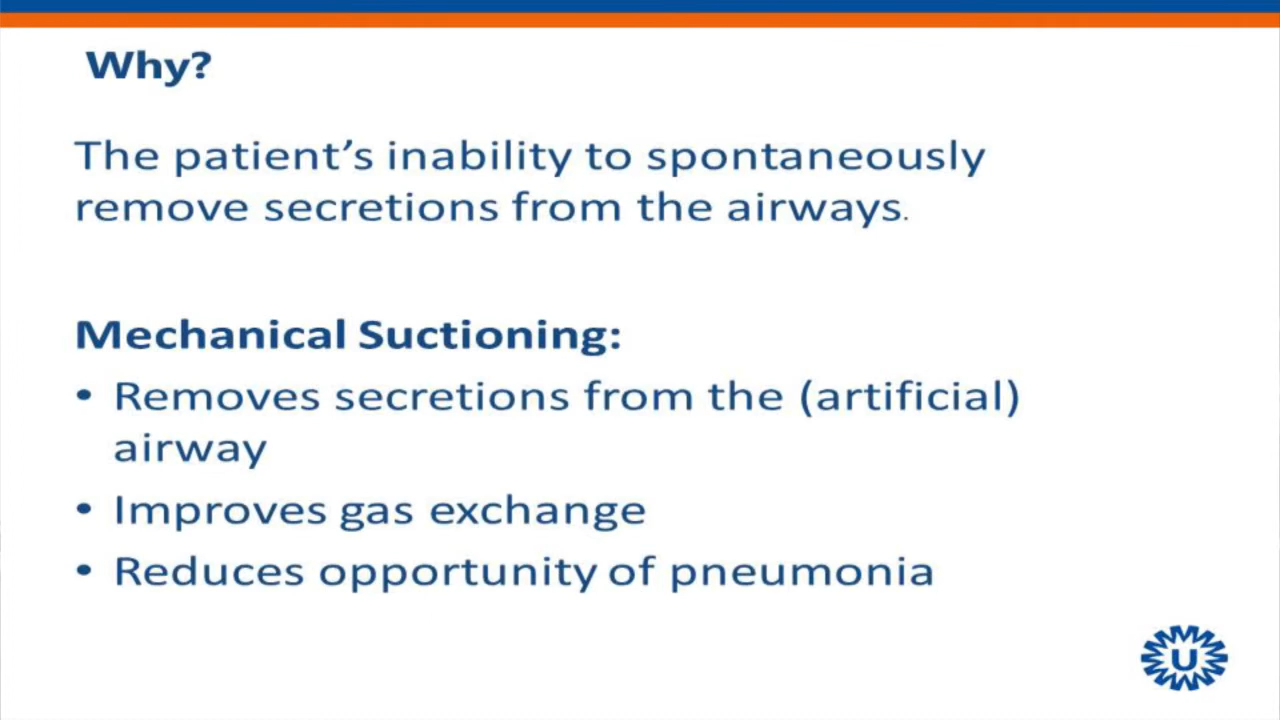 Why?
The patient’s inability to spontaneously
remove secretions from the airways.
Mechanical Suctioning:
• Removes secretions from the (artificial)
airway
• Improves gas exchange
• Reduces opportunity of pneumonia
U